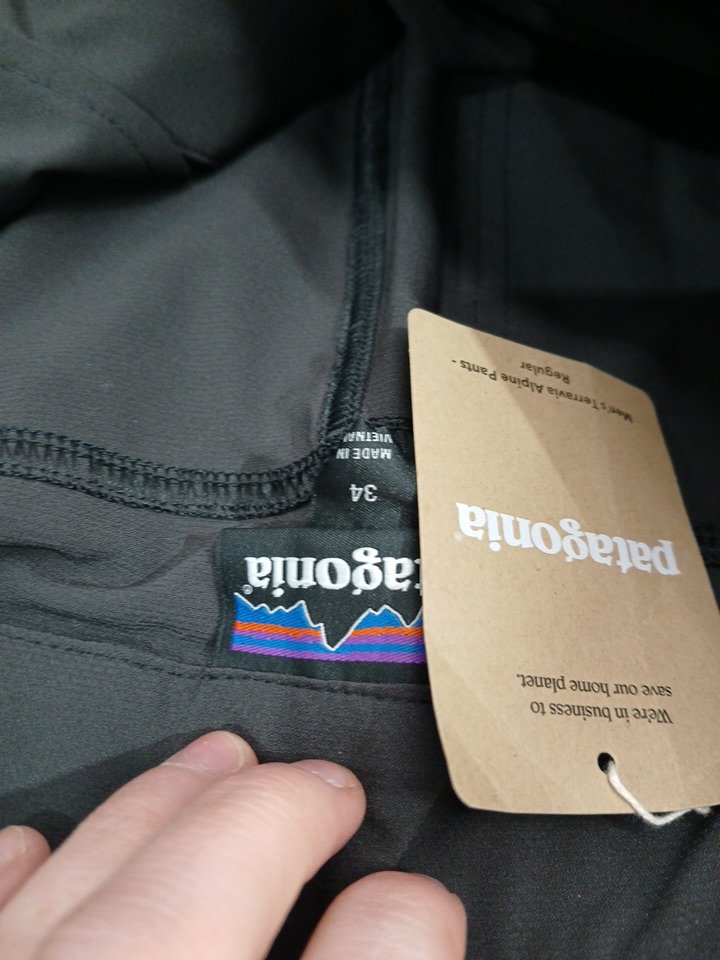 We're in business to
save our home planet.
patagonia®
Men's Terravia Alpine Pants -
Regular
tagonia®
34
MADE IN
VIETNAM